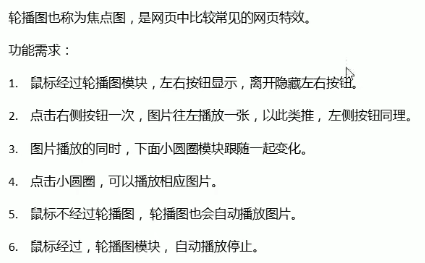 轮播图也称为焦点图，是网页中比较常见的网页特效。
功能需求：
1. 鼠标经过轮播图模块，左右按钮显示，离开隐藏左右按钮。
2. 点击右侧按钮一次，图片往左播放一张，以此类推，左侧按钮同理。
3. 图片播放的同时，下面小圆圈模块跟随一起变化。
4. 点击小圆圈，可以播放相应图片。
5. 鼠标不经过轮播图，轮播图也会自动播放图片。
6. 鼠标经过，轮播图模块，自动播放停止。